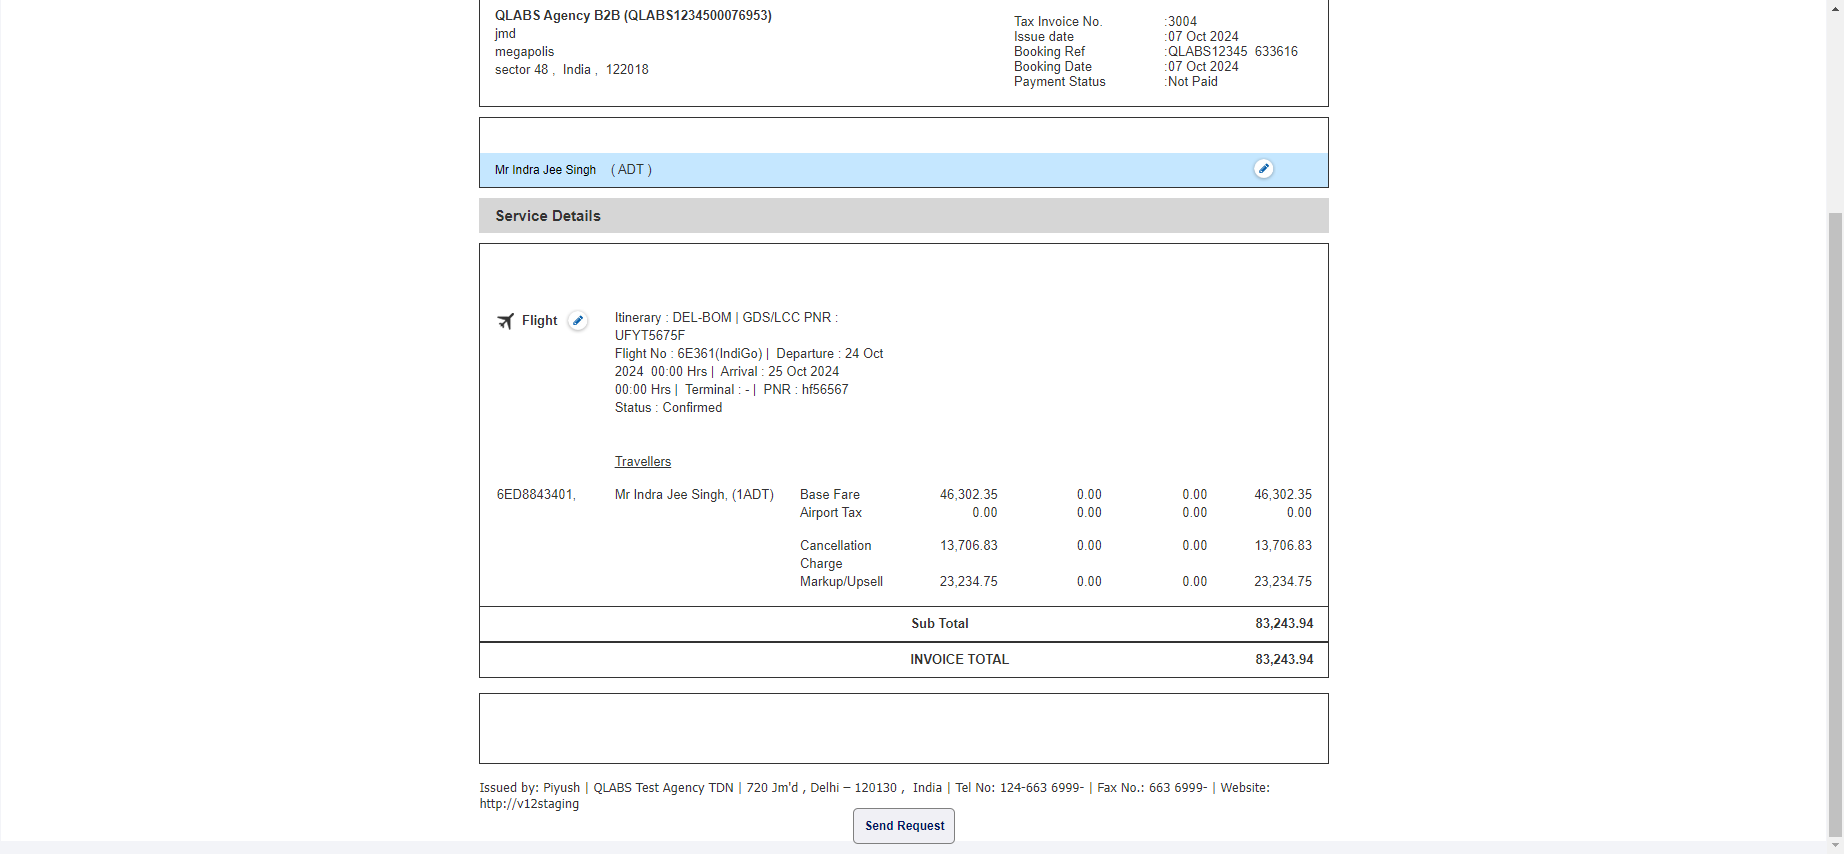 QLABS Agency B2B (QLABS1234500076953)
jmd
megapolis
sector 48 , India , 122018
Tax Invoice No. :3004
Issue date :07 Oct 2024
Booking Ref :QLABS12345 633616
Booking Date :07 Oct 2024
Payment Status :Not Paid
Mr Indra Jee Singh ( ADT )
Service Details
Flight
Itinerary : DEL-BOM | GDS/LCC PNR :
UFYT5675F
Flight No : 6E361(IndiGo) | Departure : 24 Oct
2024 00:00 Hrs | Arrival : 25 Oct 2024
00:00 Hrs | Terminal : - | PNR : hf56567
Status : Confirmed
Travellers
6ED8843401, Mr Indra Jee Singh, (1ADT) Base Fare 46,302.35 0.00 0.00 46,302.35
Airport Tax 0.00 0.00 0.00 0.00
Cancellation 13,706.83 0.00 0.00 13,706.83
Charge
Markup/Upsell 23,234.75 0.00 0.00 23,234.75
Sub Total 83,243.94
INVOICE TOTAL 83,243.94
Issued by: Piyush | QLABS Test Agency TDN | 720 Jm'd , Delhi – 120130 , India | Tel No: 124-663 6999- | Fax No.: 663 6999- | Website:
http://v12staging
Send Request